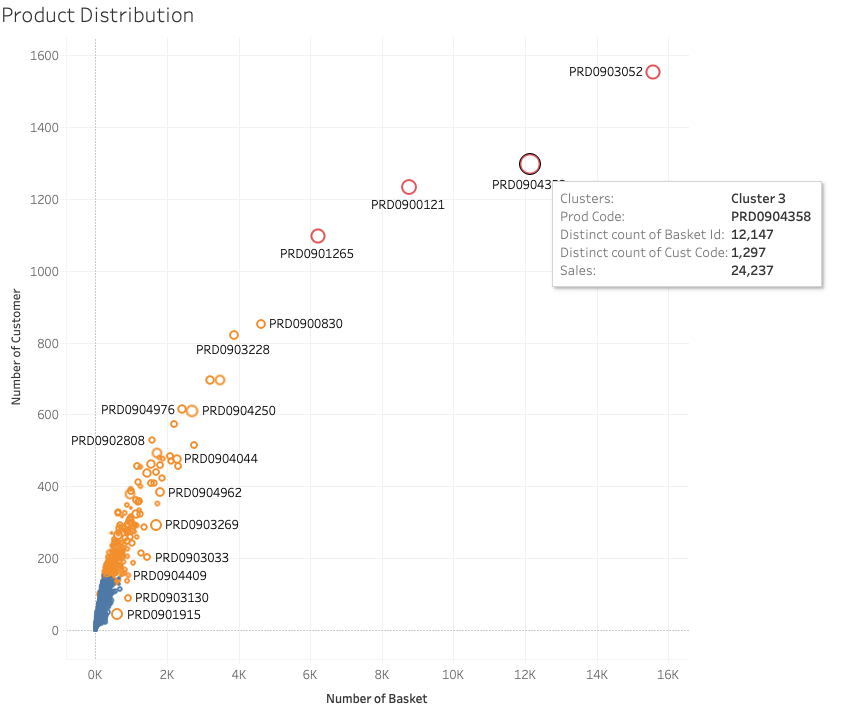 Product Distribution
1600
PRD0903052
1400
1200
PRD0900121
PRD0901265
1000
800
600
400
200
0
Number of Customer
Clusters: Cluster 3
Prod Code: PRD0904358
Distinct count of Basket Id: 12,147
Distinct count of Cust Code: 1,297
Sales: 24,237
PRD0900830
PRD0903228
PRD0904976
PRD0904250
PRD0902808
PRD0904044
PRD0904962
PRD0903269
PRD0903033
PRD0904409
PRD0903130
PRD0901915
0K 2K 4K 6K 8K 10K 12K 14K 16K
Number of Basket